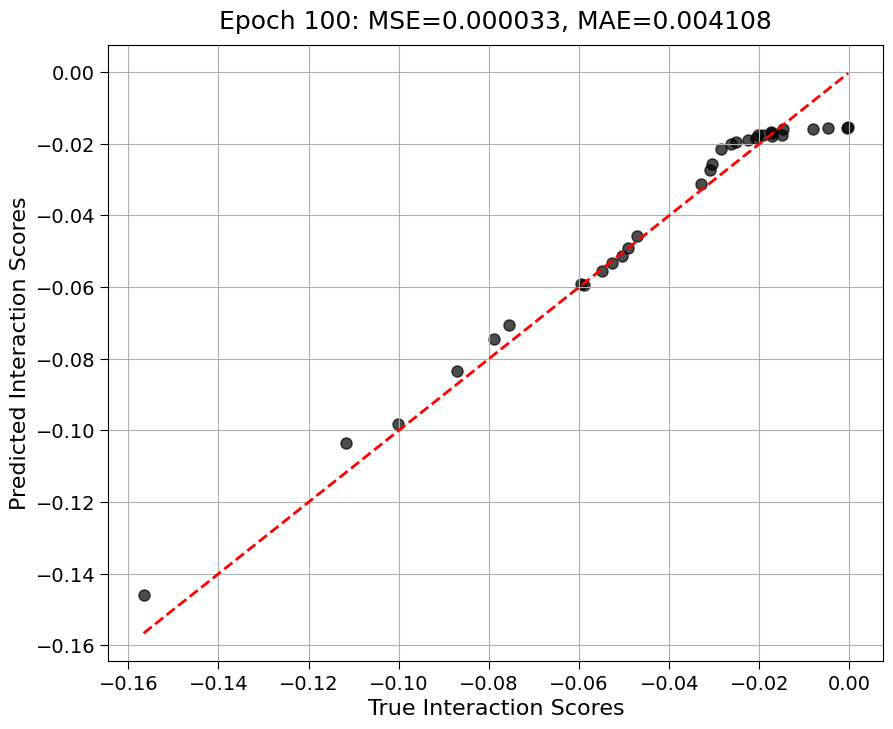 Epoch 100: MSE=0.000033, MAE=0.004108
Predicted Interaction Scores
0.00
−0.02
−0.04
−0.06
−0.08
−0.10
−0.12
−0.14
−0.16
−0.16 −0.14 −0.12 −0.10 −0.08 −0.06 −0.04 −0.02 0.00
True Interaction Scores